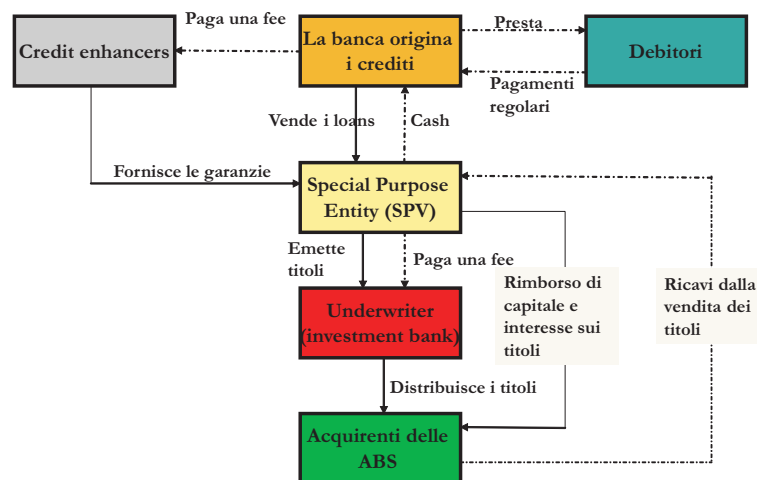 Paga una fee
Credit enhancers
La banca origina
i crediti
Presta
Debitori
Pagamenti
regolari
Vende i loans
Cash
Fornisce le garanzie
Special Purpose
Entity (SPV)
Emette
titoli
Paga una fee
Rimborso di
capitale e
interesse sui
titoli
Ricavi dalla
vendita dei
titoli
Underwriter
(investment bank)
Distribuisce i titoli
Acquirenti delle
ABS